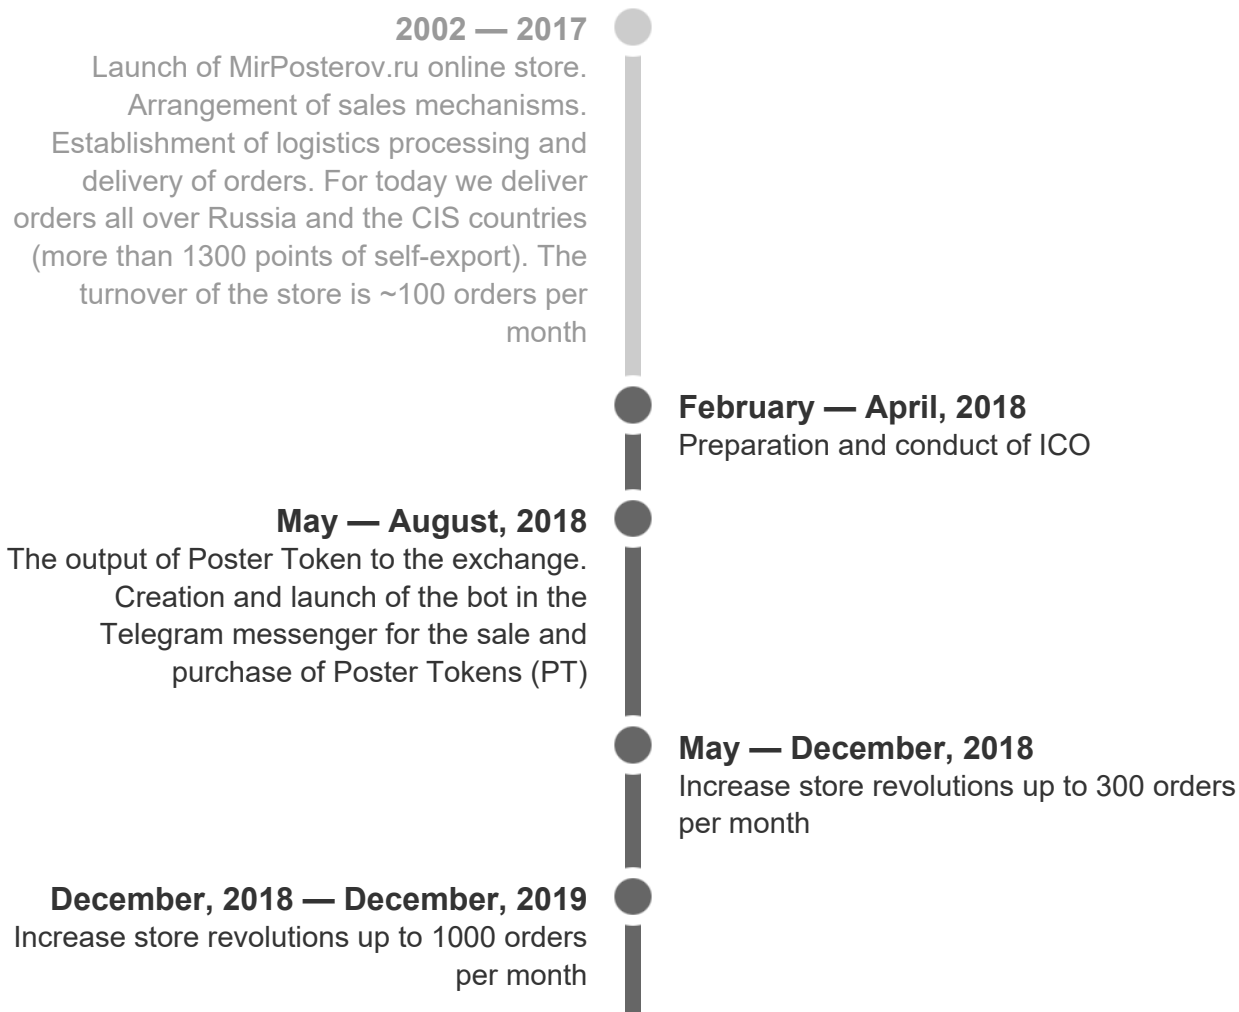 2002 — 2017
Launch of MirPosterov.ru online store.
Arrangement of sales mechanisms.
Establishment of logistics processing and
delivery of orders. For today we deliver
orders all over Russia and the CIS countries
(more than 1300 points of self-export). The
turnover of the store is ~100 orders per
month
February — April, 2018
Preparation and conduct of ICO
May — August, 2018
The output of Poster Token to the exchange.
Creation and launch of the bot in the
Telegram messenger for the sale and
purchase of Poster Tokens (PT)
May — December, 2018
Increase store revolutions up to 300 orders
per month
December, 2018 — December, 2019
Increase store revolutions up to 1000 orders
per month